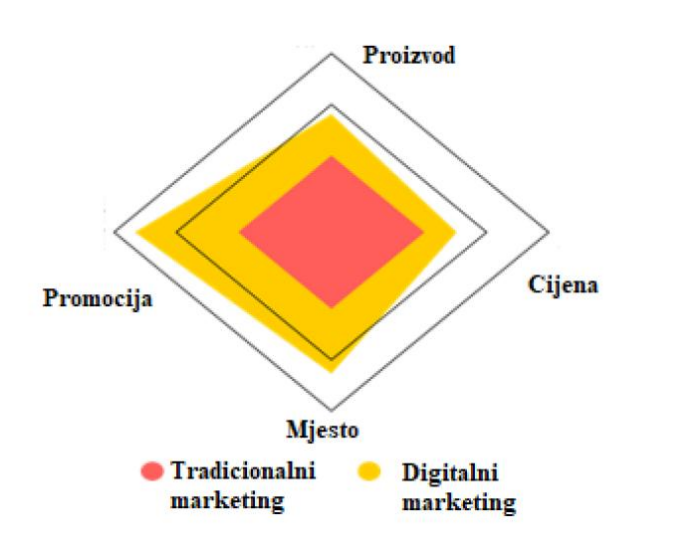 Proizvod
Cijena
Promocija
Mjesto
Tradicionalni
marketing
Digitalni
marketing